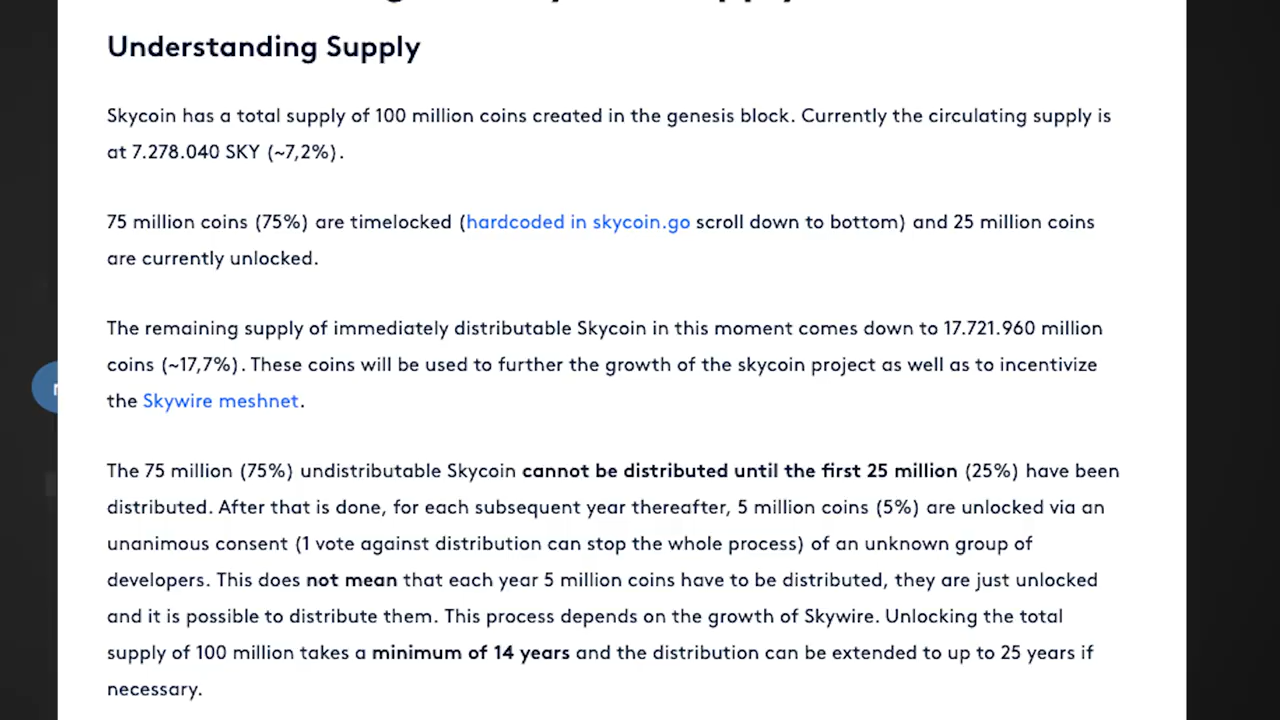 Understanding Supply
Skycoin has a total supply of 100 million coins created in the genesis block. Currently the circulating supply is
at 7.278.040 SKY (~7,2%).
75 million coins (75%) are timelocked (hardcoded in skycoin.go scroll down to bottom) and 25 million coins
are currently unlocked.
The remaining supply of immediately distributable Skycoin in this moment comes down to 17.721.960 million
coins (~17,7%). These coins will be used to further the growth of the skycoin project as well as to incentivize
the Skywire meshnet.
The 75 million (75%) undistributable Skycoin cannot be distributed until the first 25 million (25%) have been
distributed. After that is done, for each subsequent year thereafter, 5 million coins (5%) are unlocked via an
unanimous consent (1 vote against distribution can stop the whole process) of an unknown group of
developers. This does not mean that each year 5 million coins have to be distributed, they are just unlocked
and it is possible to distribute them. This process depends on the growth of Skywire. Unlocking the total
supply of 100 million takes a minimum of 14 years and the distribution can be extended to up to 25 years if
necessary.